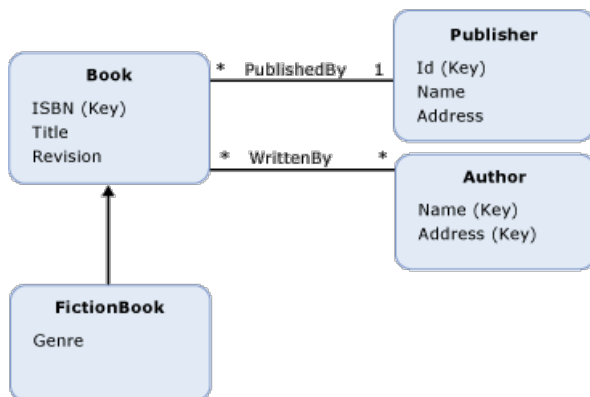 Book
ISBN (Key)
Title
Revision
* PublishedBy 1
Publisher
Id (Key)
Name
Address
* WrittenBy *
Author
Name (Key)
Address (Key)
FictionBook
Genre